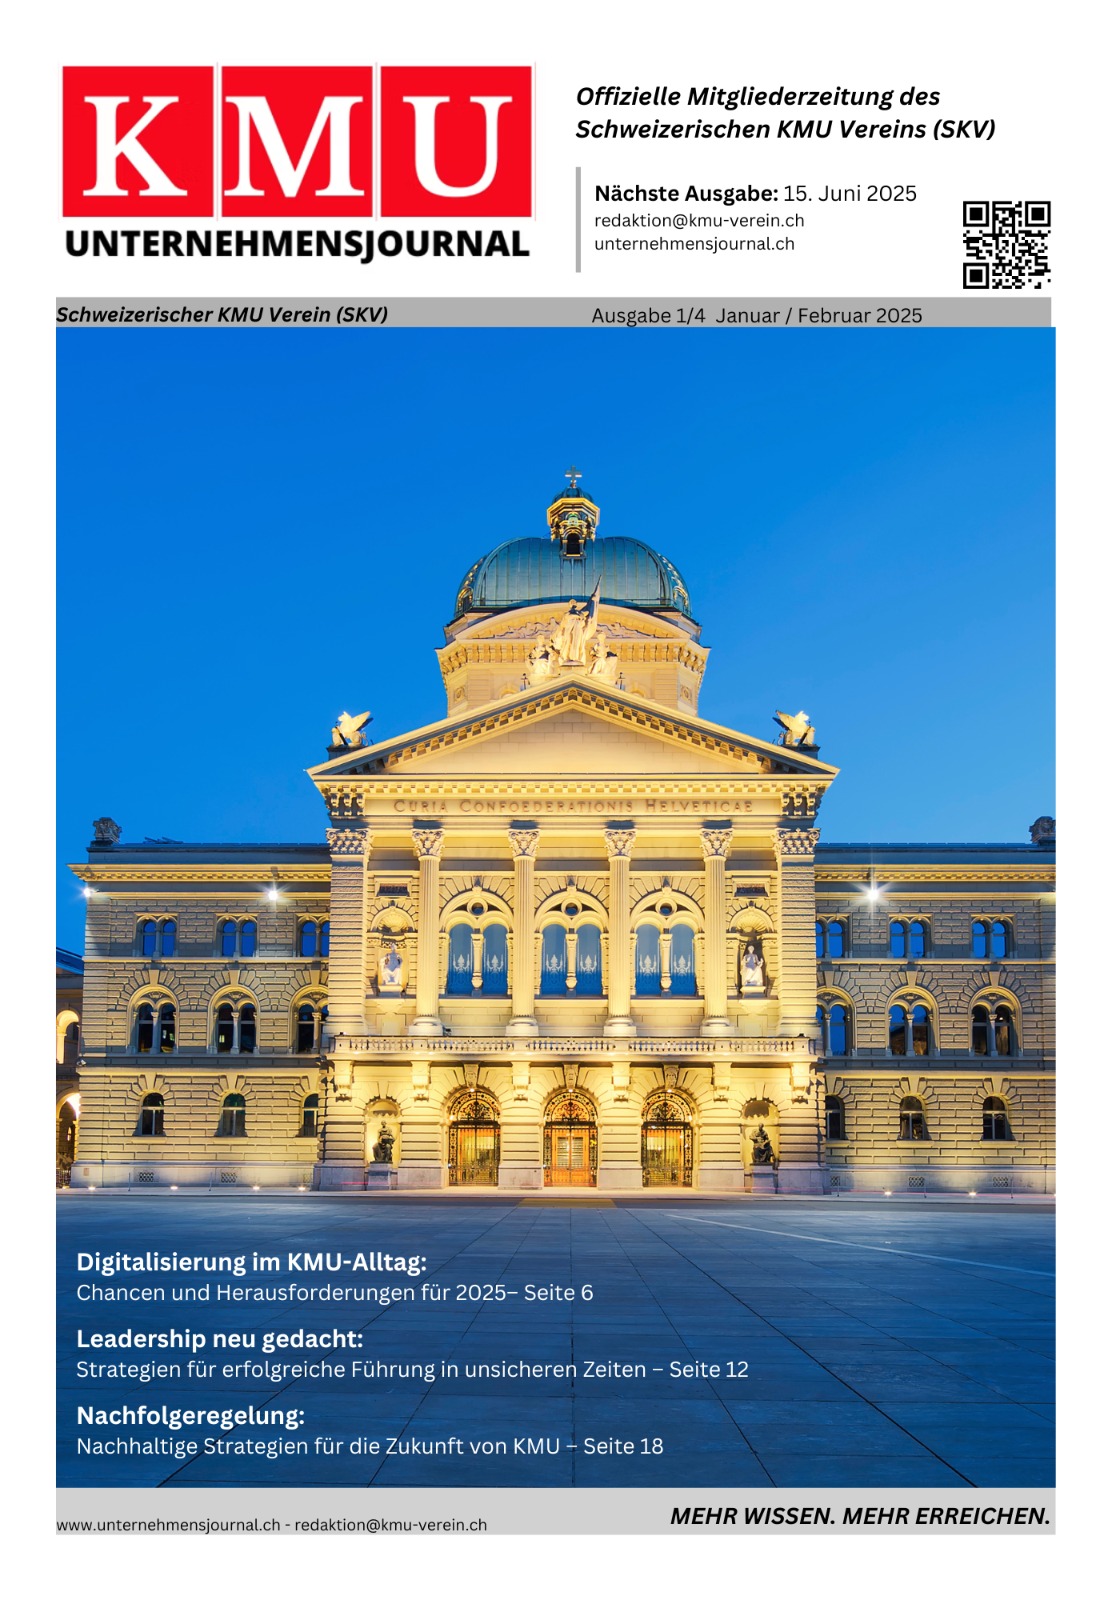 KMU
UNTERNEHMENSJOURNAL
Offizielle Mitgliederzeitung des
Schweizerischen KMU Vereins (SKV)
Nächste Ausgabe: 15. Juni 2025
redaktion@kmu-verein.ch
unternehmensjournal.ch
Schweizerischer KMU Verein (SKV)
Ausgabe 1/4 Januar / Februar 2025
CURIA CONFOEDERATIONIS HELVETICAE
Digitalisierung im KMU-Alltag:
Chancen und Herausforderungen für 2025– Seite 6
Leadership neu gedacht:
Strategien für erfolgreiche Führung in unsicheren Zeiten – Seite 12
Nachfolgeregelung:
Nachhaltige Strategien für die Zukunft von KMU – Seite 18
www.unternehmensjournal.ch - redaktion@kmu-verein.ch
MEHR WISSEN. MEHR ERREICHEN.